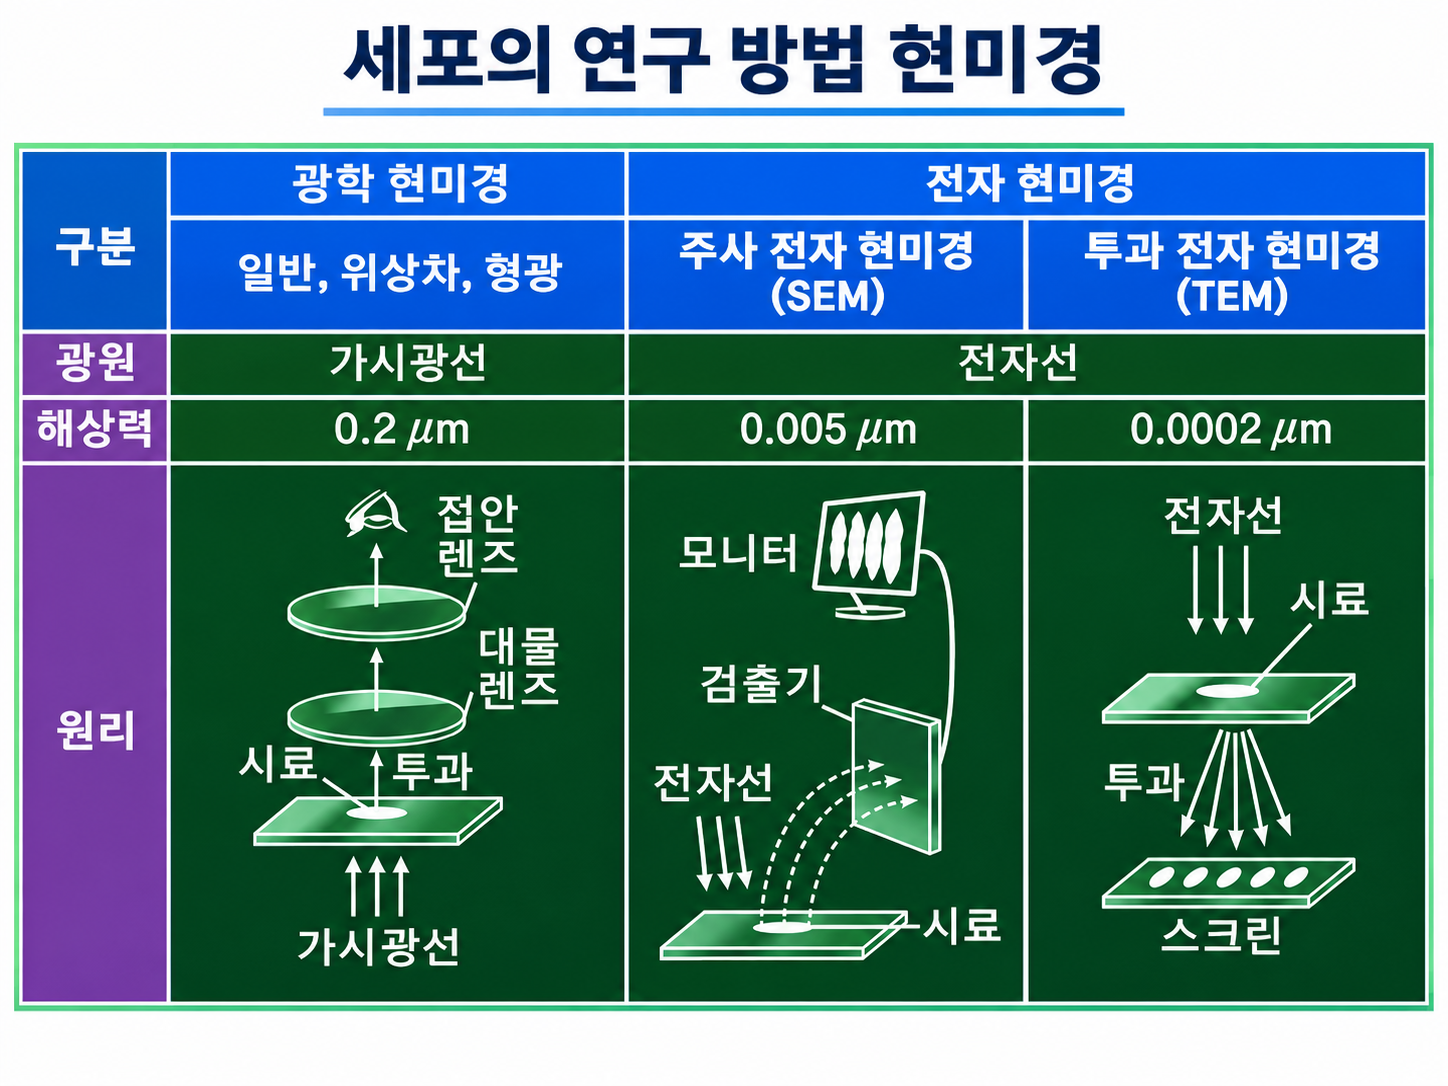 세포의 연구 방법 현미경
구분
광학 현미경
전자 현미경
일반, 위상차, 형광
주사 전자 현미경
(SEM)
투과 전자 현미경
(TEM)
광원
가시광선
전자선
해상력
0.2 μm
0.005 μm
0.0002 μm
원리
접안
렌즈
대물
렌즈
시료
투과
가시광선
모니터
검출기
전자선
시료
전자선
시료
투과
스크린